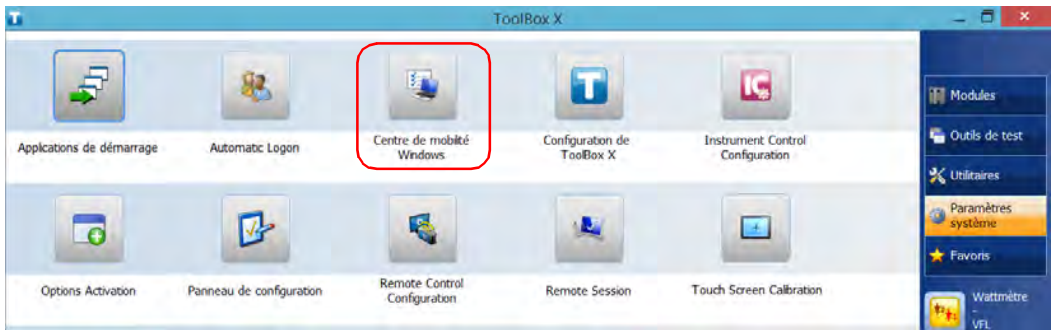 ToolBox X
Applications de démarrage
Automatic Logon
Centre de mobilité
Windows
Configuration de
ToolBox X
Instrument Control
Configuration
Options Activation
Panneau de configuration
Remote Control
Configuration
Remote Session
Touch Screen Calibration
Modules
Outils de test
Utilitaires
Paramètres
système
Favoris
Wattmètre
-
VFL